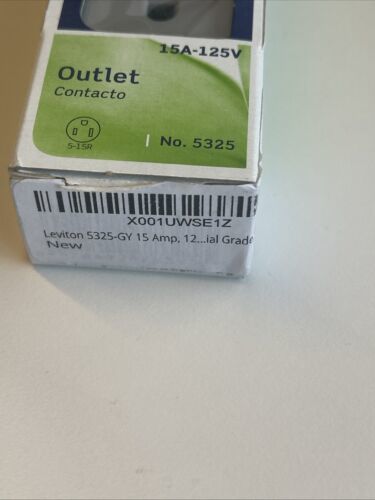 15A-125V
Outlet
Contacto
5-15R
No. 5325
X001UWSE1Z
Leviton 5325-GY 15 Amp, 12...ial Grade
New